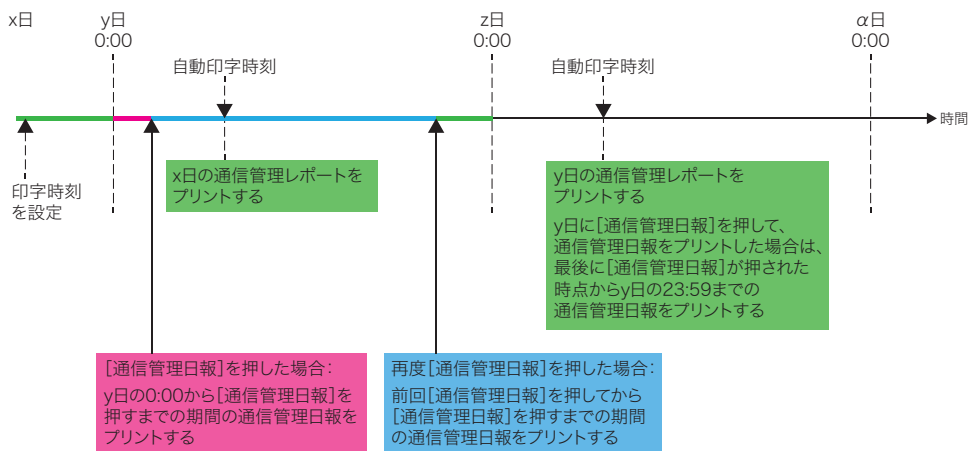 x日
y日
0:00
z日
0:00
α日
0:00
自動印字時刻
自動印字時刻
時間
印字時刻
を設定
x日の通信管理レポートを
プリントする
y日の通信管理レポートを
プリントする
y日に[通信管理日報]を押して、
通信管理日報をプリントした場合は、
最後に[通信管理日報]が押された
時点からy日の23:59までの
通信管理日報をプリントする
[通信管理日報]を押した場合:
y日の0:00から[通信管理日報]を
押すまでの期間の通信管理日報を
プリントする
再度[通信管理日報]を押した場合:
前回[通信管理日報]を押してから
[通信管理日報]を押すまでの期間
の通信管理日報をプリントする